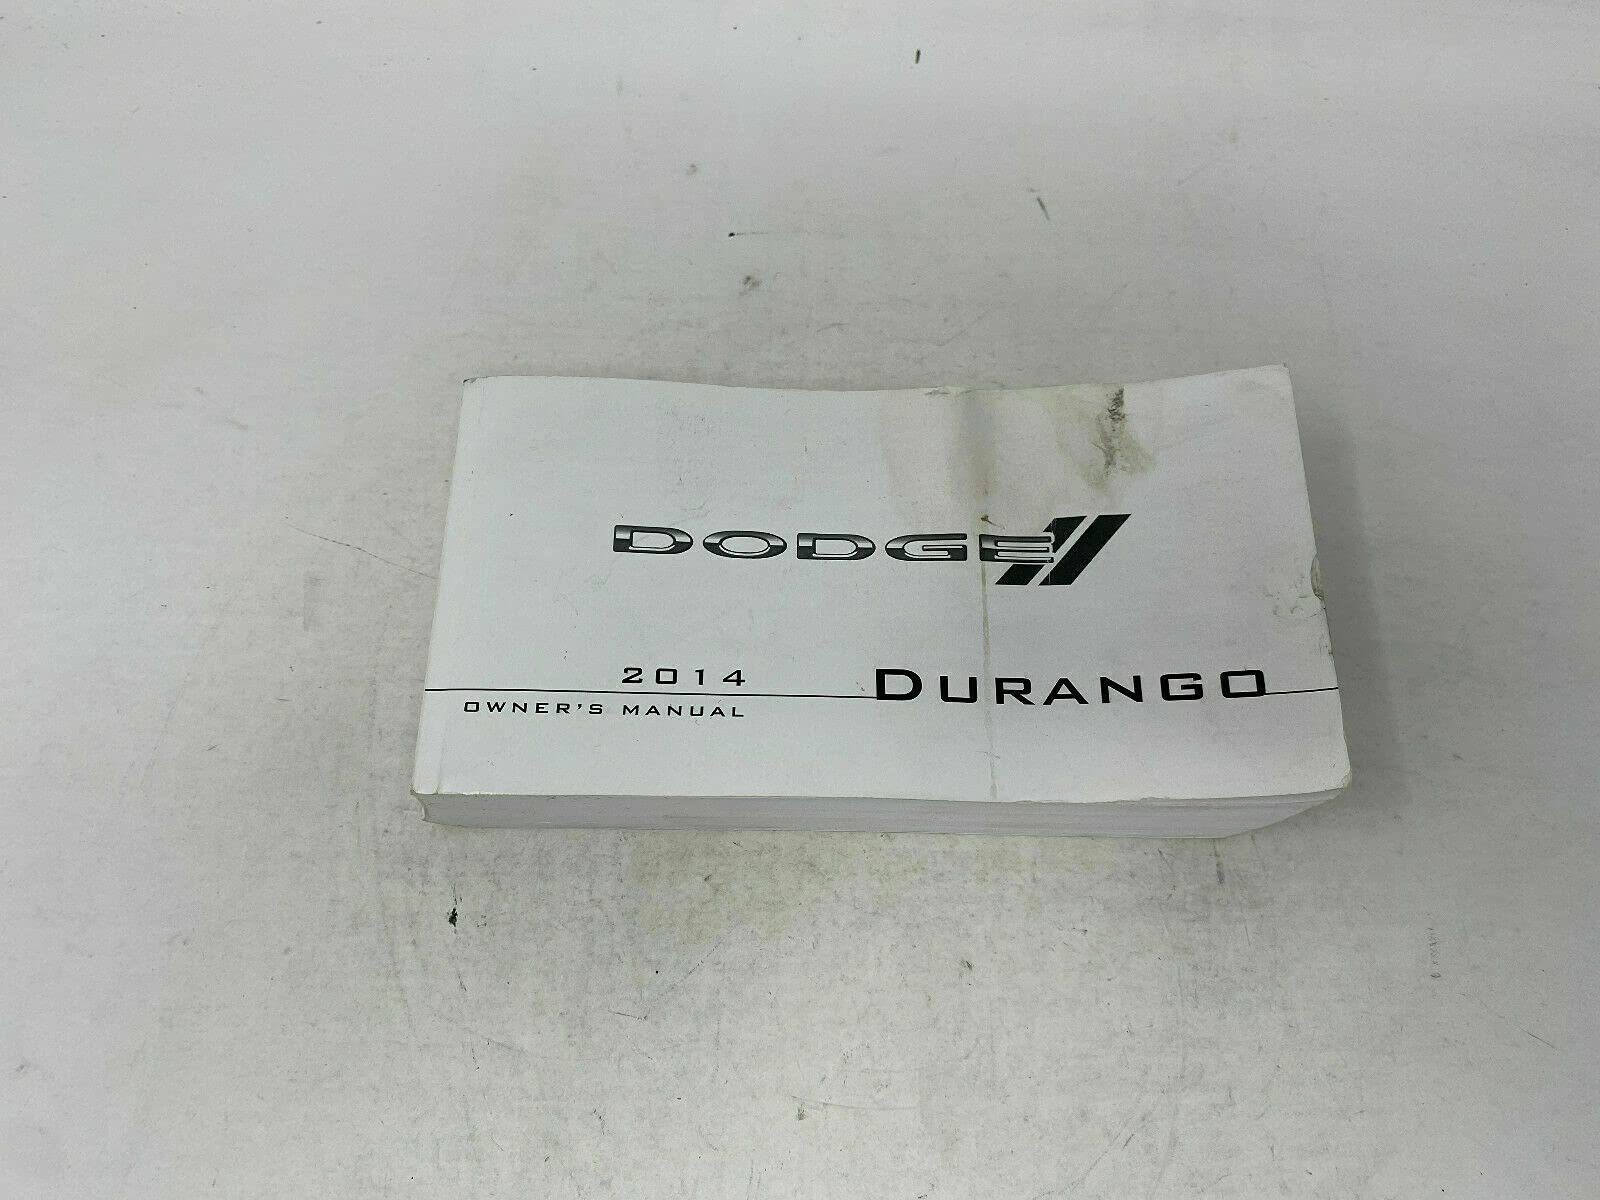 DODGE
2014
OWNER'S MANUAL
DURANGO